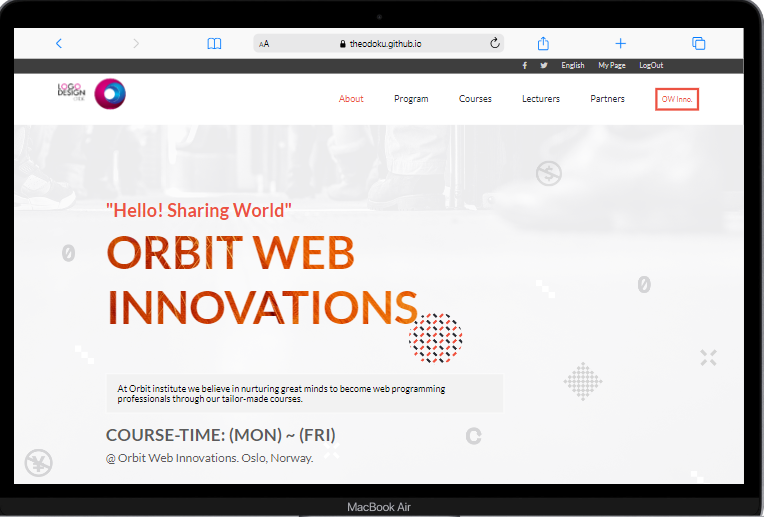 AA theodoku.github.io
English My Page LogOut
LOGO
DESIGN
About Program Courses Lecturers Partners OW Inno.
"Hello! Sharing World"
ORBIT WEB
INNOVATIONS
At Orbit institute we believe in nurturing great minds to become web programming
professionals through our tailor-made courses.
COURSE-TIME: (MON) ~ (FRI)
@ Orbit Web Innovations. Oslo, Norway.
MacBook Air